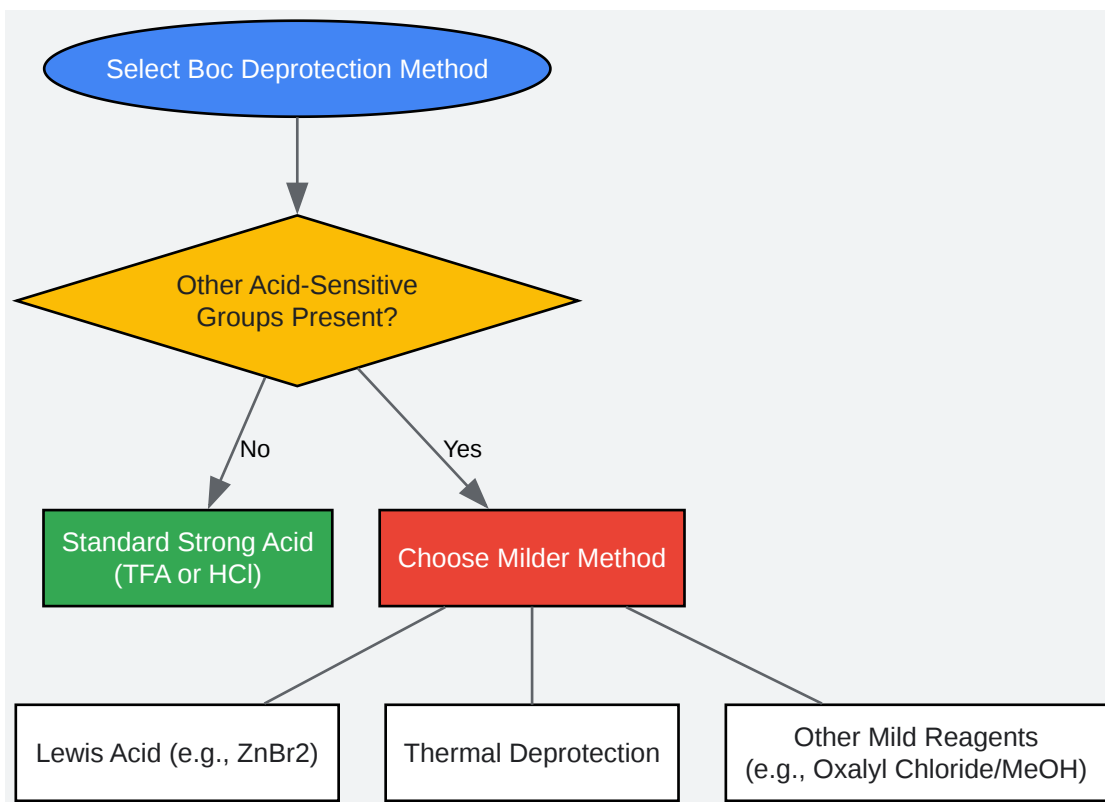 Select Boc Deprotection Method
Other Acid-Sensitive
Groups Present?
No
Yes
Standard Strong Acid
(TFA or HCl)
Choose Milder Method
Lewis Acid (e.g., ZnBr2)
Thermal Deprotection
Other Mild Reagents
(e.g., Oxalyl Chloride/MeOH)